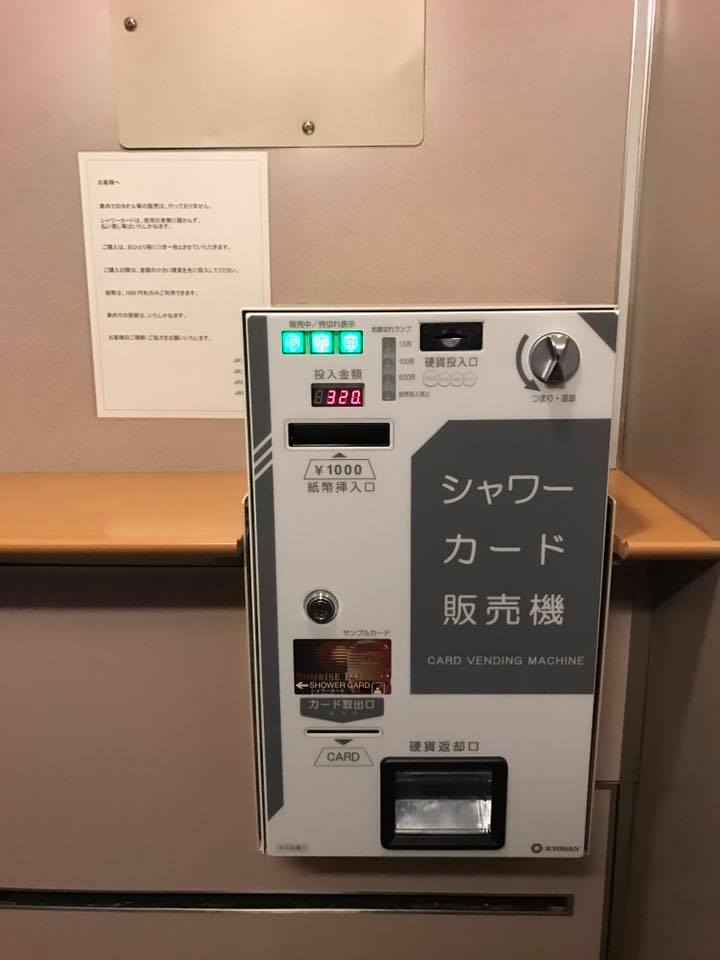 お客様へ
車内でのタオル等の販売は、行っておりません。
シャワーカードは、使用の有無に関わらず、
払い戻し等はいたしかねます。
ご購入は、おひとり様につき一枚とさせていただきます。
ご購入の際は、金額の小さい硬貨を先に投入してください。
紙幣は、1000円札のみご利用できます。
車内での両替は、いたしかねます。
お客様のご理解・ご協力をお願いいたします。
販売中/売切れ表示
販売中
投入金額
320
¥1000
紙幣挿入口
釣銭切れランプ
10円
100円
500円
硬貨投入口
つまり・返却
シャワー
カード
販売機
CARD VENDING MACHINE
サンプルカード
SUNRISE
SHOWER CARD
シャワーカード
カード取出口
CARD
硬貨返却口
KYOSAN